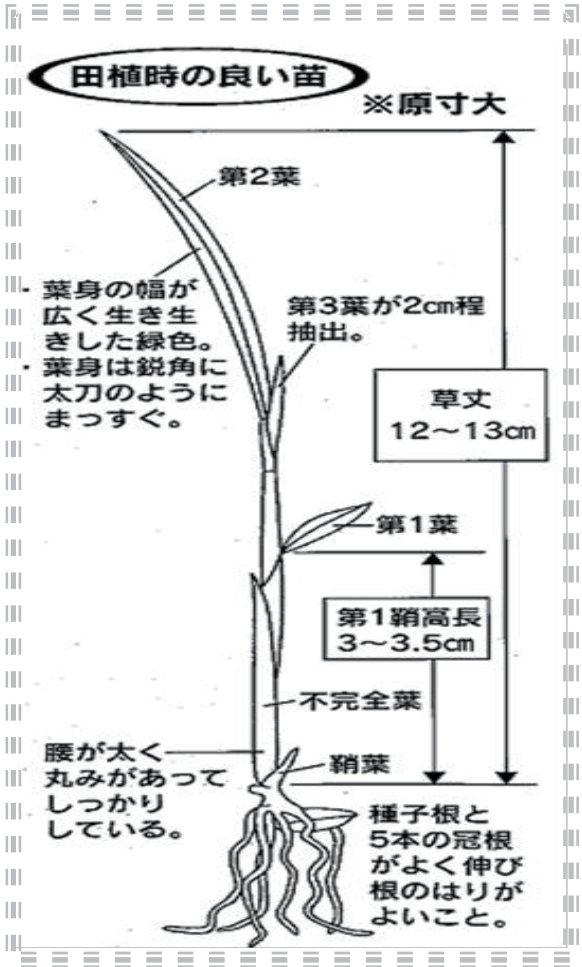 田植時の良い苗
※原寸大
第2葉
・葉身の幅が
広く生き生
きした緑色。
・葉身は鋭角に
太刀のように
まっすぐ。
第3葉が2cm程
抽出。
草丈
12〜13cm
第1葉
第1鞘高長
3〜3.5cm
不完全葉
腰が太く
丸みがあって
しっかり
している。
鞘葉
種子根と
5本の冠根
がよく伸び
根のはりが
よいこと。